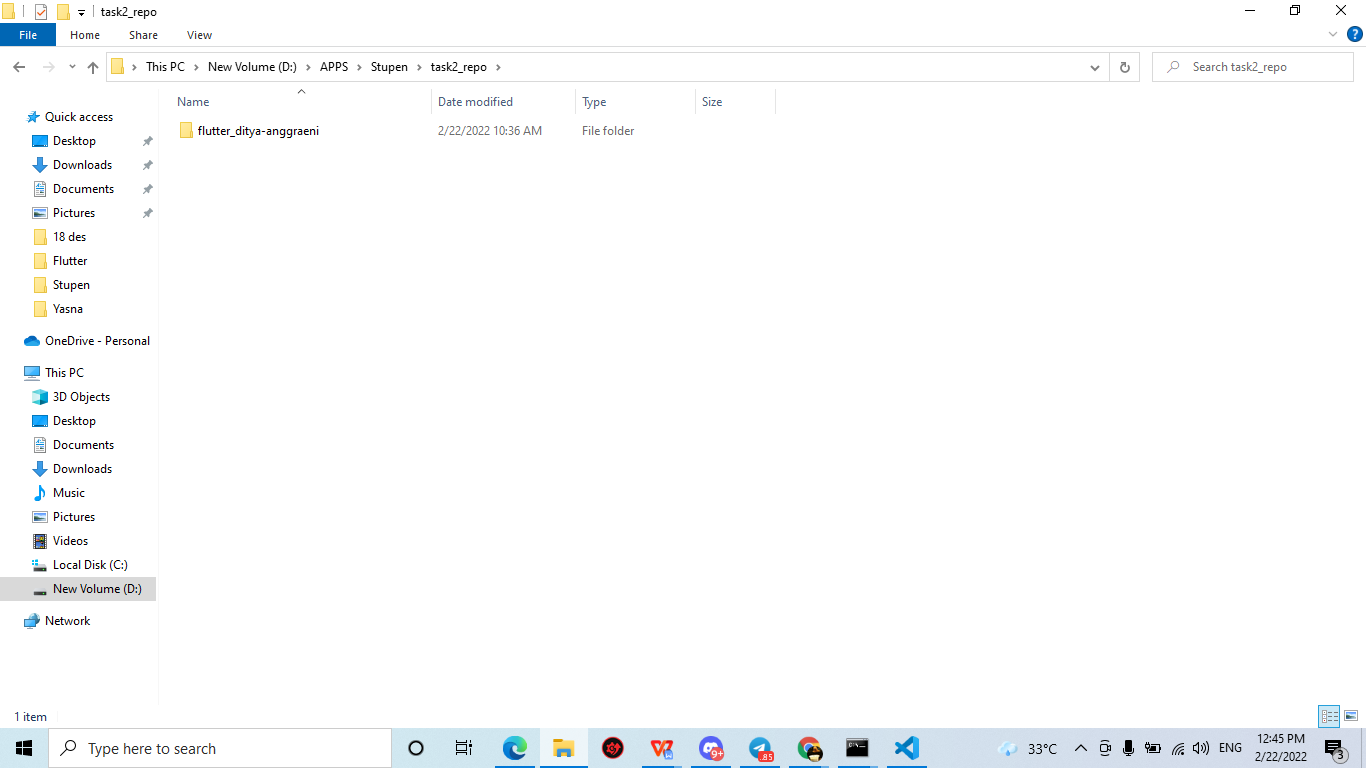 task2_repo
File Home Share View
This PC New Volume (D:) APPS Stupen task2_repo
Search task2_repo
Name Date modified Type Size
flutter_ditya-anggraeni 2/22/2022 10:36 AM File folder
Quick access
Desktop
Downloads
Documents
Pictures
18 des
Flutter
Stupen
Yasna
OneDrive - Personal
This PC
3D Objects
Desktop
Documents
Downloads
Music
Pictures
Videos
Local Disk (C:)
New Volume (D:)
Network
1 item
Type here to search
9+
85
33°C
ENG
12:45 PM
2/22/2022
3